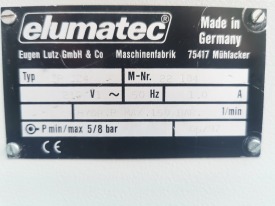 elumatec®
Made in
Germany
Eugen Lutz GmbH & Co Maschinenfabrik 75417 Mühlacker
Typ M-Nr.
V ~ Hz A
l/min
P min/max 5/8 bar
CE